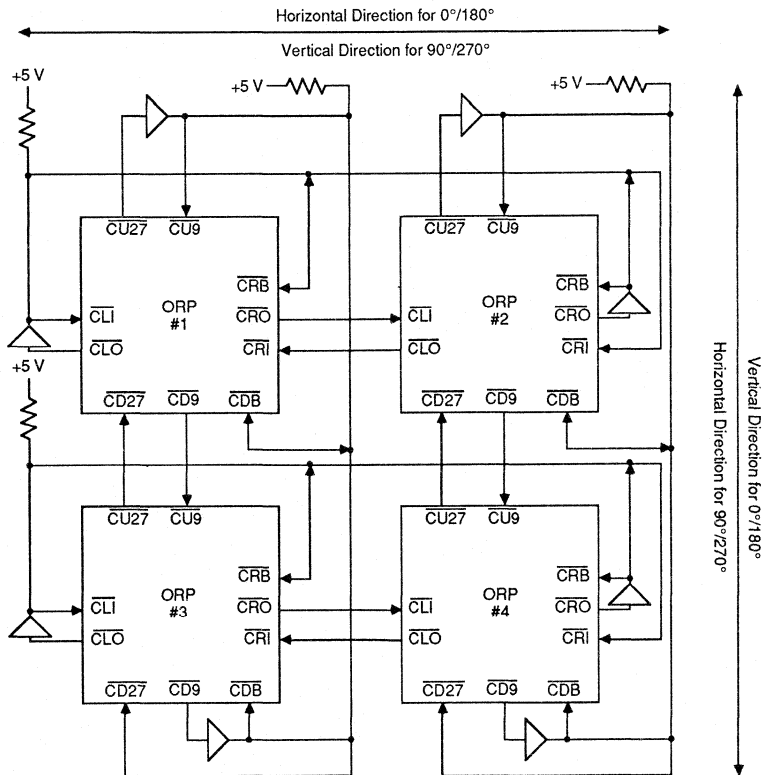 Horizontal Direction for 0°/180°
Vertical Direction for 90°/270°
+5 V
+5 V
+5 V
CU27 CU9
CU27 CU9
CRB
CLI
ORP
#1
CRO
CLO
CRI
CD27 CD9 CDB
CRB
CLI
ORP
#2
CRO
CLO
CRI
CD27 CD9 CDB
+5 V
CU27 CU9
CU27 CU9
CRB
CLI
ORP
#3
CRO
CLO
CRI
CD27 CD9 CDB
CRB
CLI
ORP
#4
CRO
CLO
CRI
CD27 CD9 CDB
Vertical Direction for 0°/180°
Horizontal Direction for 90°/270°